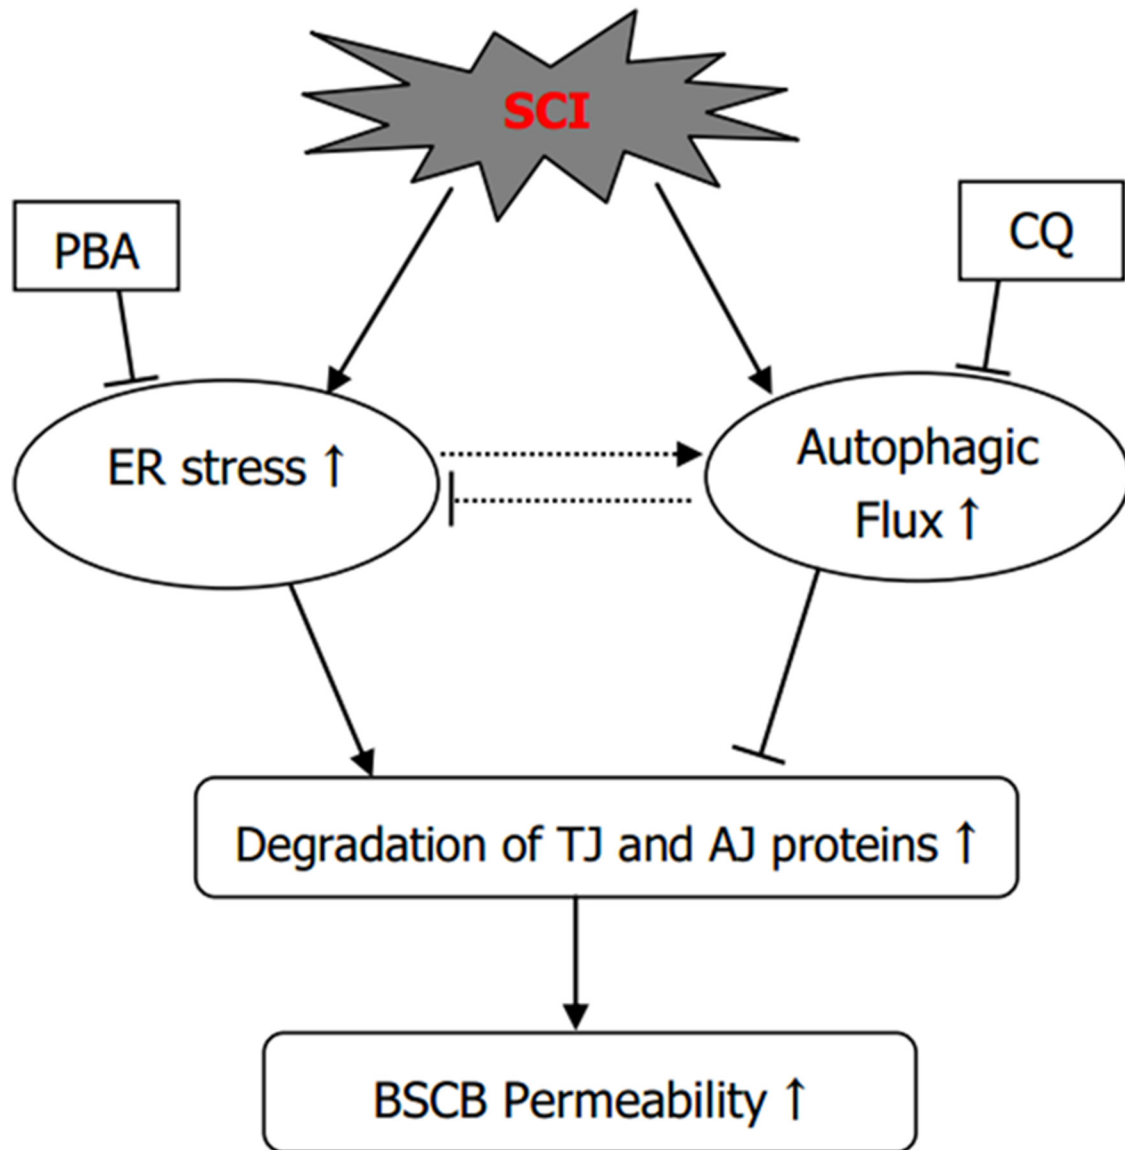 SCI
PBA
CQ
ER stress ↑
Autophagic
Flux ↑
Degradation of TJ and AJ proteins ↑
BSCB Permeability ↑